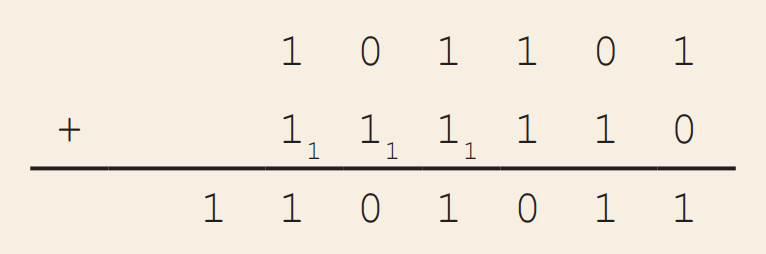 1 0 1 1 0 1
+ 1₁ 1₁ 1₁ 1 1 0
1 1 0 1 0 1 1